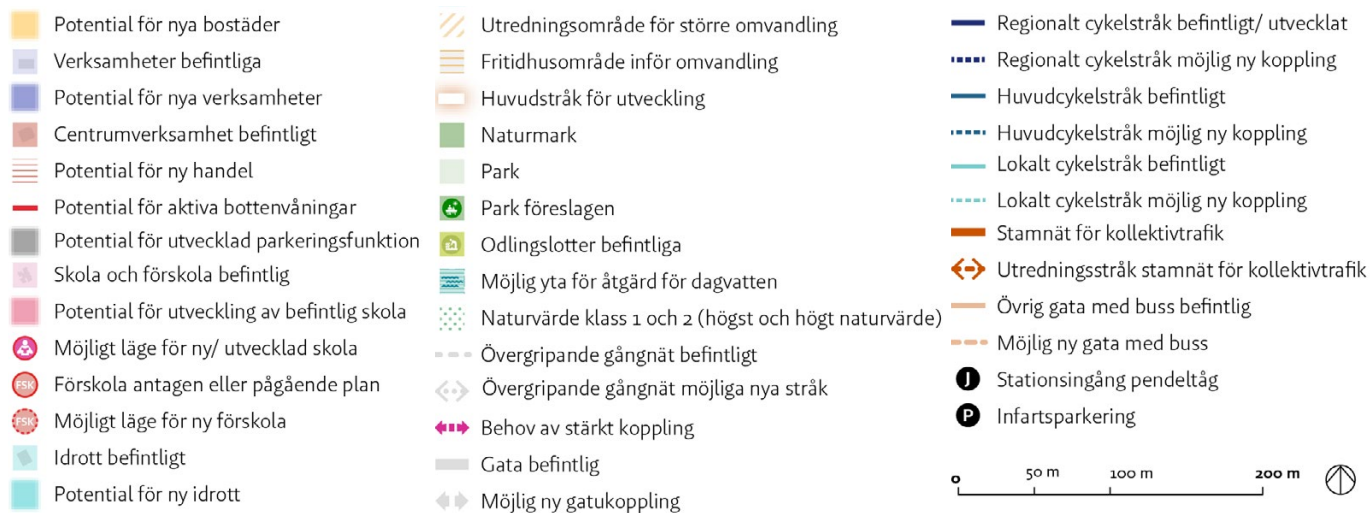 Potential för nya bostäder
Verksamheter befintliga
Potential för nya verksamheter
Centrumverksamhet befintligt
Potential för ny handel
Potential för aktiva bottenvåningar
Potential för utvecklad parkeringsfunktion
Skola och förskola befintlig
Potential för utveckling av befintlig skola
Möjligt läge för ny/ utvecklad skola
FSK Förskola antagen eller pågående plan
FSK Möjligt läge för ny förskola
Idrott befintligt
Potential för ny idrott
Utredningsområde för större omvandling
Fritidhusområde inför omvandling
Huvudstråk för utveckling
Naturmark
Park
Park föreslagen
Odlingslotter befintliga
Möjlig yta för åtgärd för dagvatten
Naturvärde klass 1 och 2 (högst och högt naturvärde)
Övergripande gångnät befintligt
Övergripande gångnät möjliga nya stråk
Behov av stärkt koppling
Gata befintlig
Möjlig ny gatukoppling
Regionalt cykelstråk befintligt/ utvecklat
Regionalt cykelstråk möjlig ny koppling
Huvudcykelstråk befintligt
Huvudcykelstråk möjlig ny koppling
Lokalt cykelstråk befintligt
Lokalt cykelstråk möjlig ny koppling
Stamnät för kollektivtrafik
Utredningsstråk stamnät för kollektivtrafik
Övrig gata med buss befintlig
Möjlig ny gata med buss
J Stationsingång pendeltåg
P Infartsparkering
0 50 m 100 m 200 m